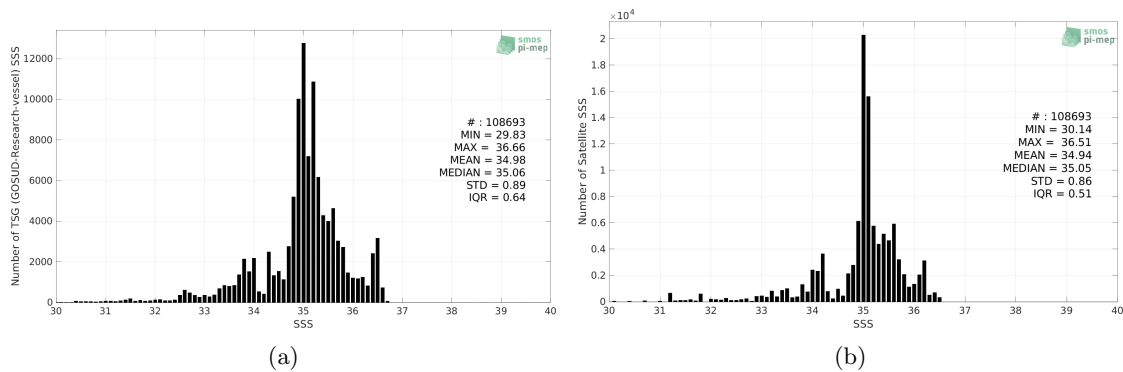 Number of TSG (GOSUD-Research-vessel) SSS
12000
10000
8000
6000
4000
2000
0
30 31 32 33 34 35 36 37 38 39 40
SSS
smos
pi-mep
# : 108693
MIN = 29.83
MAX = 36.66
MEAN = 34.98
MEDIAN = 35.06
STD = 0.89
IQR = 0.64
(a)
×10⁴
Number of Satellite SSS
2
1.8
1.6
1.4
1.2
1
0.8
0.6
0.4
0.2
0
30 31 32 33 34 35 36 37 38 39 40
SSS
smos
pi-mep
# : 108693
MIN = 30.14
MAX = 36.51
MEAN = 34.94
MEDIAN = 35.05
STD = 0.86
IQR = 0.51
(b)